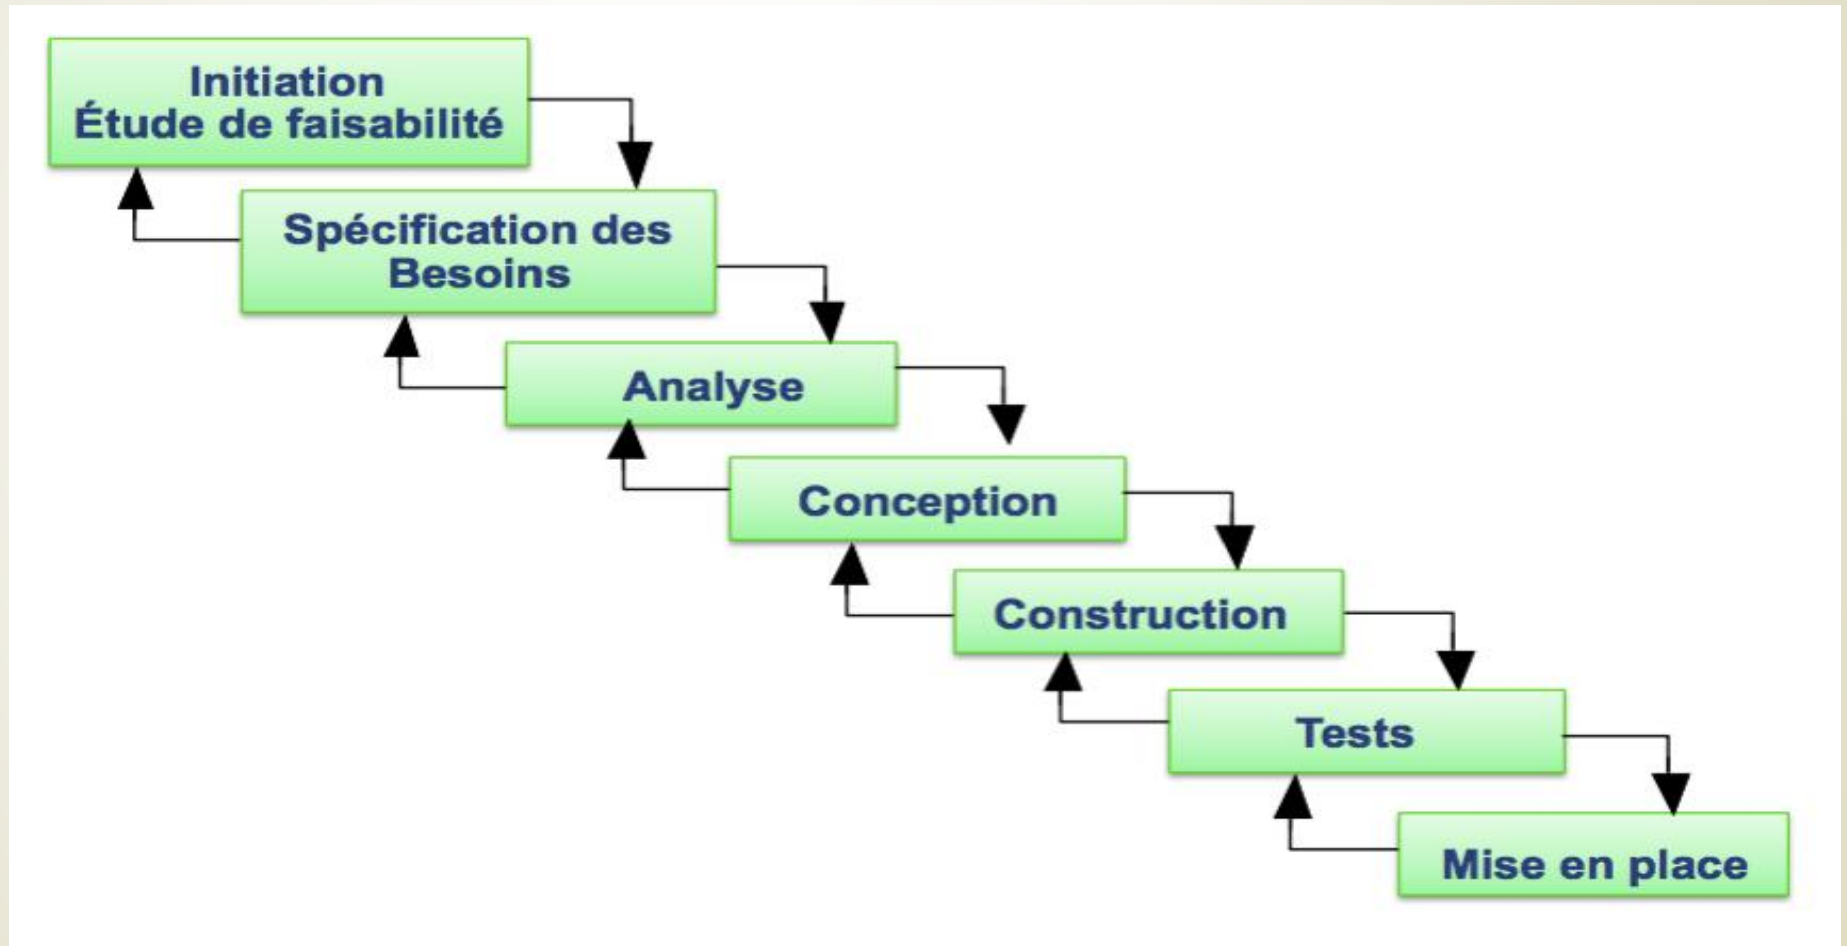 Initiation
Étude de faisabilité
Spécification des
Besoins
Analyse
Conception
Construction
Tests
Mise en place